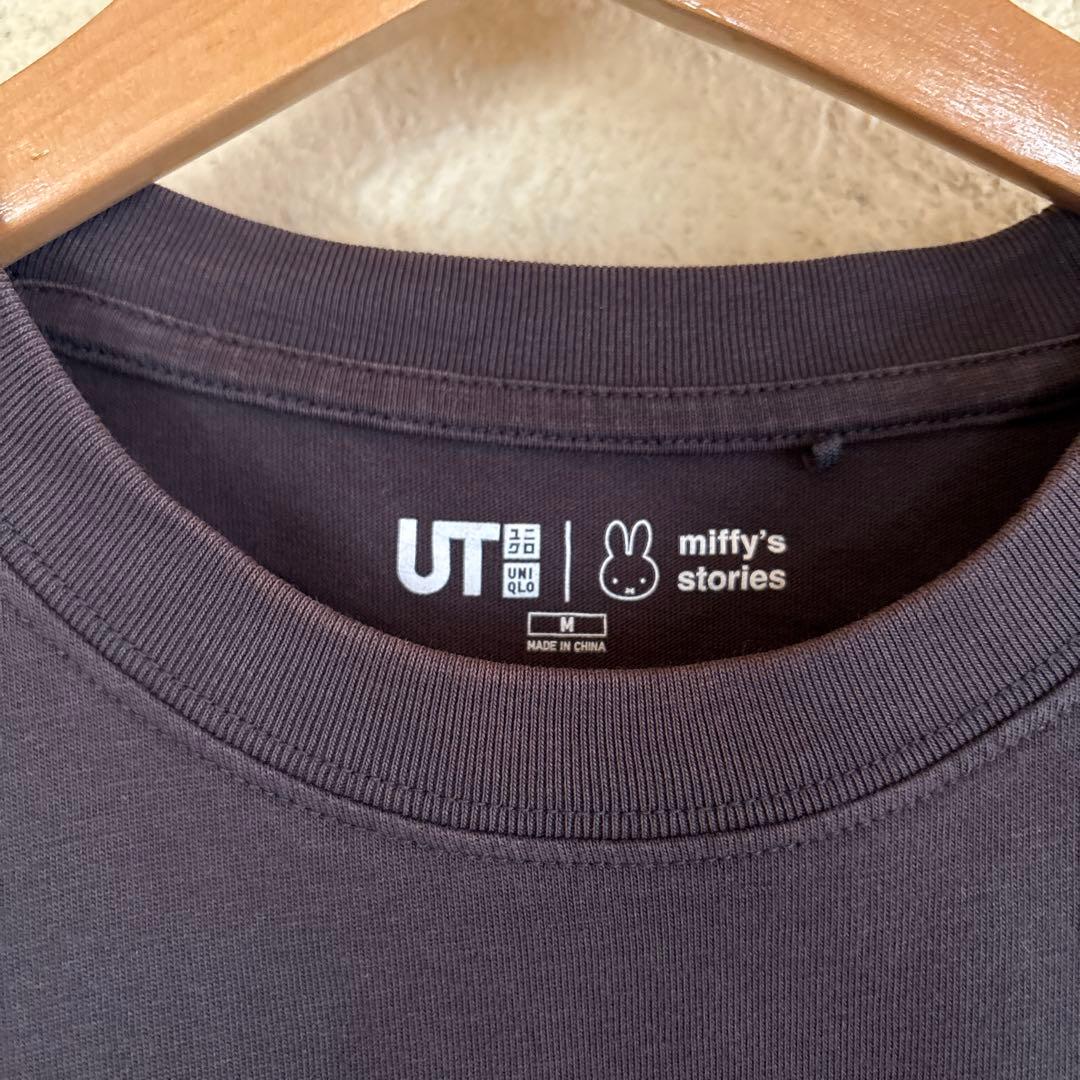 UT
ユニ
クロ
UNI
QLO
miffy's
stories
M
MADE IN CHINA